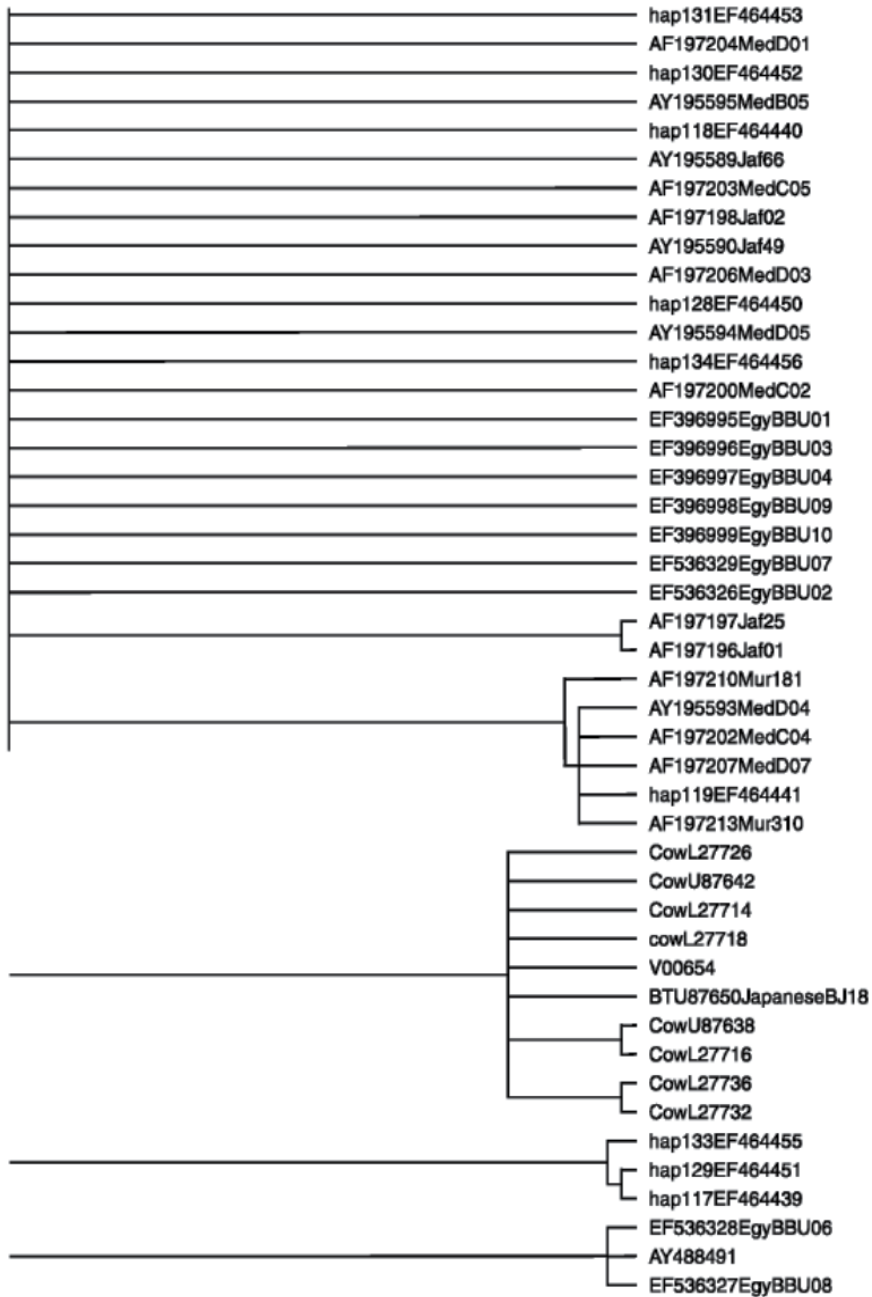 hap131EF464453
AF197204MedD01
hap130EF464452
AY195595MedB05
hap118EF464440
AY195589Jaf66
AF197203MedC05
AF197198Jaf02
AY195590Jaf49
AF197206MedD03
hap128EF464450
AY195594MedD05
hap134EF464456
AF197200MedC02
EF396995EgyBBU01
EF396996EgyBBU03
EF396997EgyBBU04
EF396998EgyBBU09
EF396999EgyBBU10
EF536329EgyBBU07
EF536326EgyBBU02
AF197197Jaf25
AF197196Jaf01
AF197210Mur181
AY195593MedD04
AF197202MedC04
AF197207MedD07
hap119EF464441
AF197213Mur310
CowL27726
CowU87642
CowL27714
cowL27718
V00654
BTU87650JapaneseBJ18
CowU87638
CowL27716
CowL27736
CowL27732
hap133EF464455
hap129EF464451
hap117EF464439
EF536328EgyBBU06
AY488491
EF536327EgyBBU08